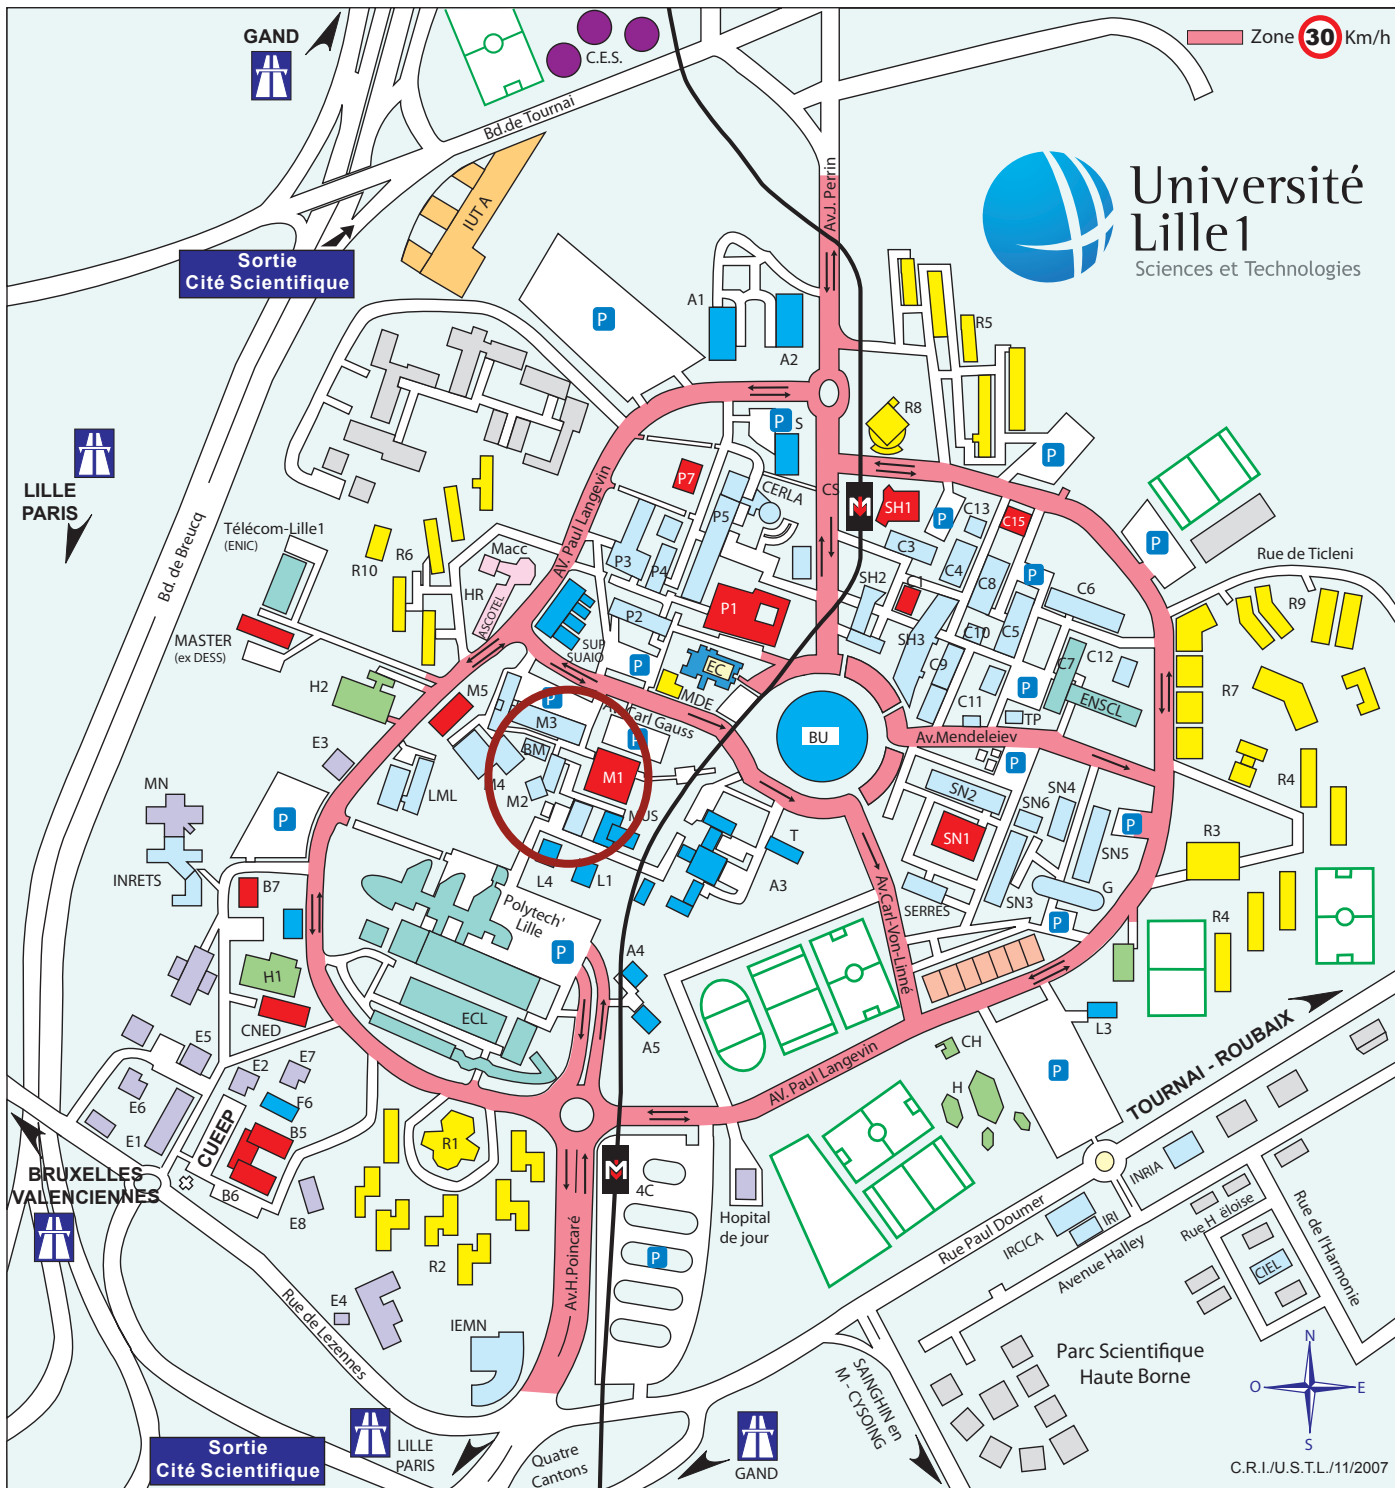 GAND
C.E.S.
Zone 30 Km/h
Bd.de Tournai
Av.J. Perrin
Université
Lille1
Sciences et Technologies
IUT A
Sortie
Cité Scientifique
P
A1
A2
R5
P
S
R8
P
LILLE
PARIS
Bd. de Breucq
AV. Paul Langevin
P7
CERLA
CS
M
SH1
P
C13
C15
P
Rue de Ticleni
Télécom-Lille1
(ENIC)
R6
R10
Macc
HR
ASCOTEL
P5
P3
P4
C3
C4
C8
P
C6
SH2
C1
R9
MASTER
(ex DESS)
P1
P2
SUP
SUAIO
P
EC
MDE
SH3
C10
C5
C9
C7
C12
ENSCL
P
C11
TP
R7
H2
M5
P
M3
Av. Carl Gauss
P
BU
Av.Mendeleiev
P
E3
BM
M1
M4
M2
LML
MUS
MN
P
INRETS
SN2
SN6
SN4
SN1
P
SN5
R4
R3
T
A3
L4
L1
B7
Polytech'
Lille
P
SERRES
SN3
G
P
R4
Av.Carl-Von-Linné
A4
H1
CNED
ECL
A5
L3
CH
H
P
AV. Paul Langevin
TOURNAI - ROUBAIX
E5
E7
E2
E6
F6
E1
CUEEP
B5
B6
R1
BRUXELLES
VALENCIENNES
E8
M
4C
P
Hopital
de jour
INRIA
IRI
IRCICA
Rue Paul Doumer
Avenue Halley
Rue H ëloise
Rue de l'Harmonie
CIEL
R2
E4
Rue de Lezennes
IEMN
Av.H.Poincaré
Parc Scientifique
Haute Borne
N
O
E
S
SAINGHIN en
M - CYSOING
Sortie
Cité Scientifique
LILLE
PARIS
Quatre
Cantons
GAND
C.R.I./U.S.T.L./11/2007